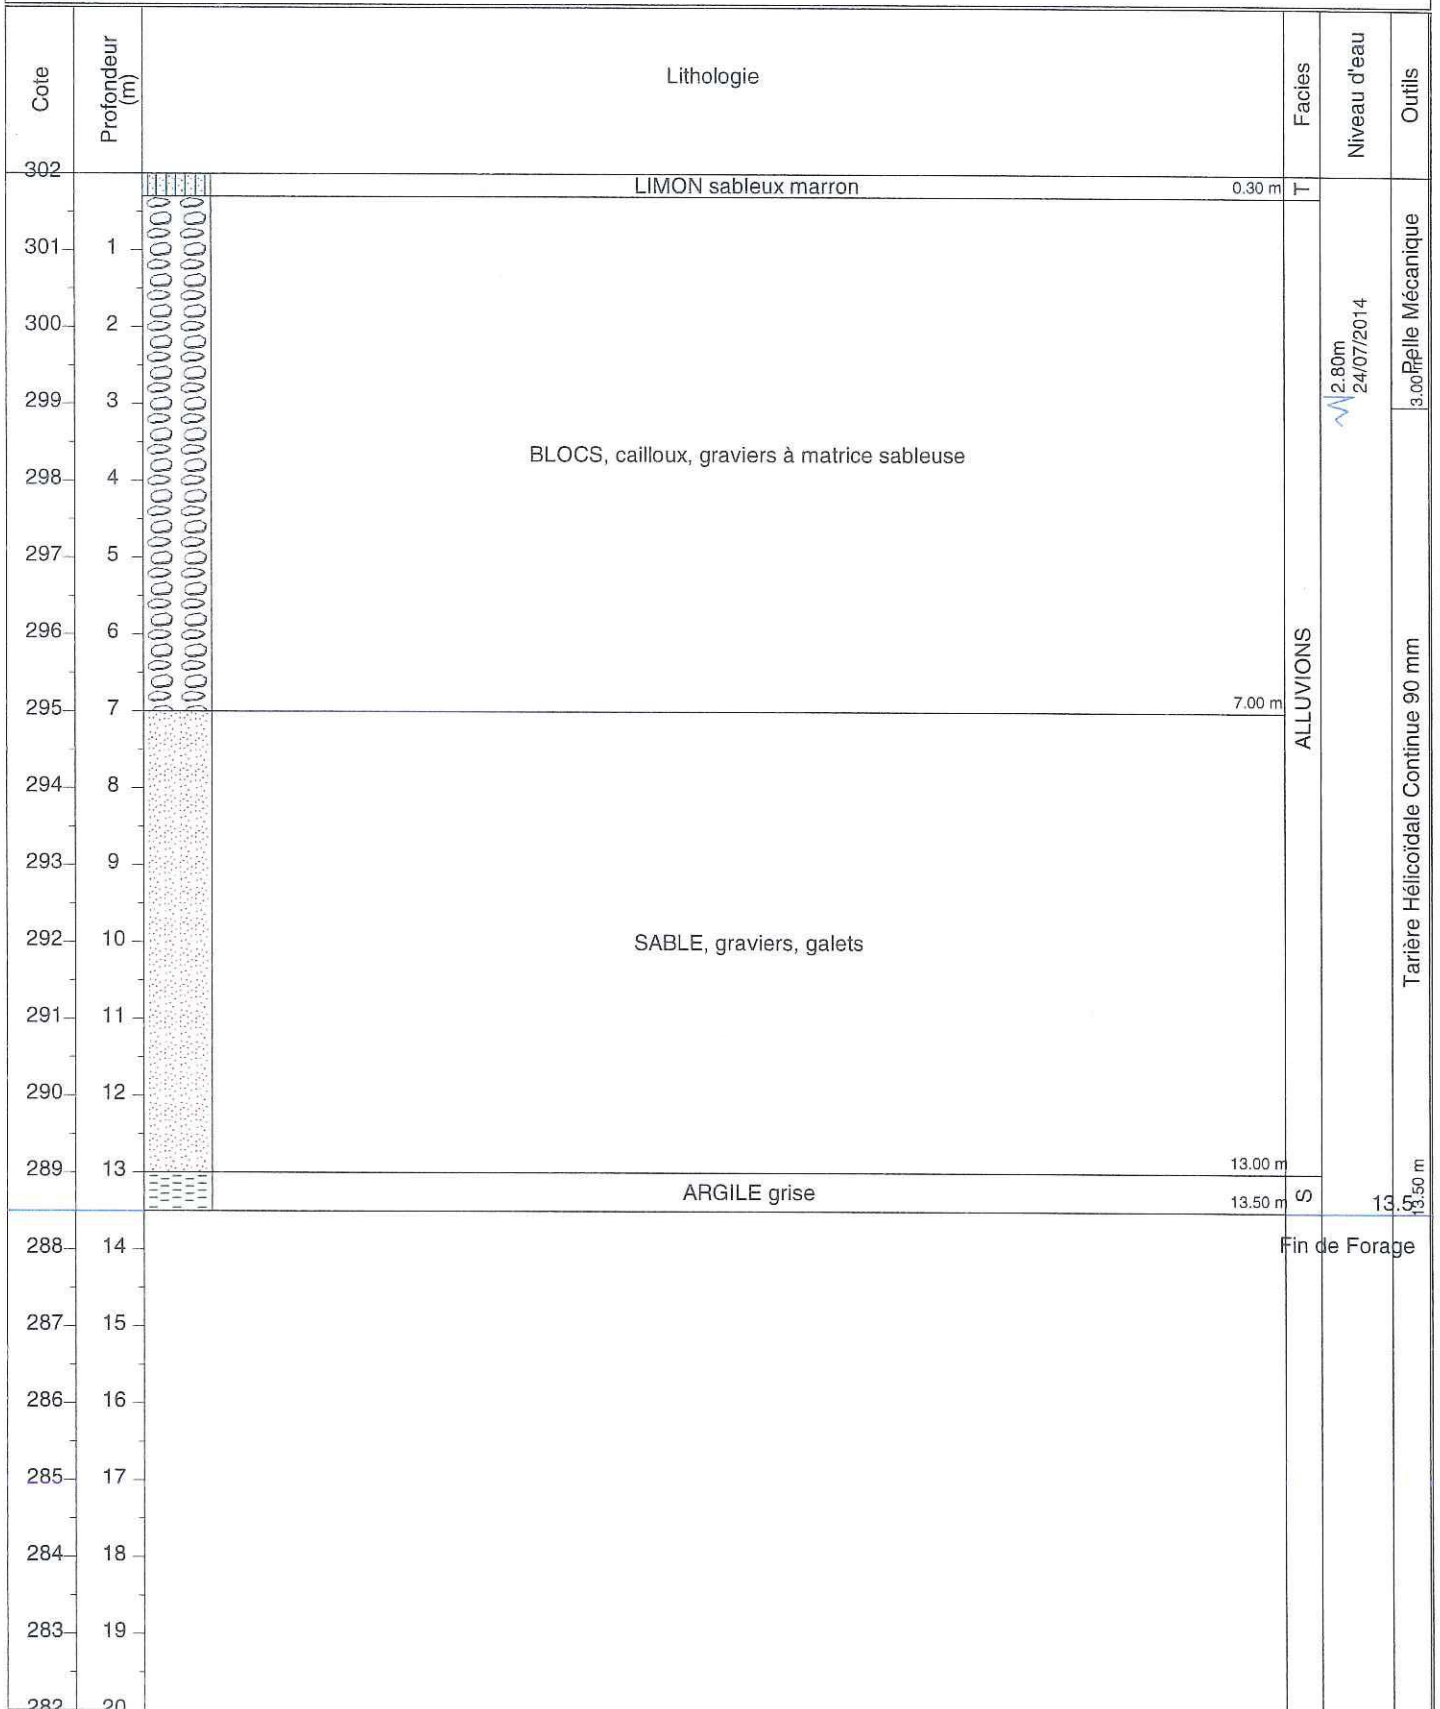 Cote
Profondeur
(m)
Lithologie
Facies
Niveau d'eau
Outils
302
LIMON sableux marron
0.30 m
T
301
1
300
2
2.80m
24/07/2014
Pelle Mécanique
299
3
3.00 m
BLOCS, cailloux, graviers à matrice sableuse
298
4
297
5
296
6
ALLUVIONS
295
7
7.00 m
Tarière Hélicoïdale Continue 90 mm
294
8
293
9
292
10
SABLE, graviers, galets
291
11
290
12
289
13
13.00 m
ARGILE grise
13.50 m
S
13.5
13.50 m
288
14
Fin de Forage
287
15
286
16
285
17
284
18
283
19
282
20